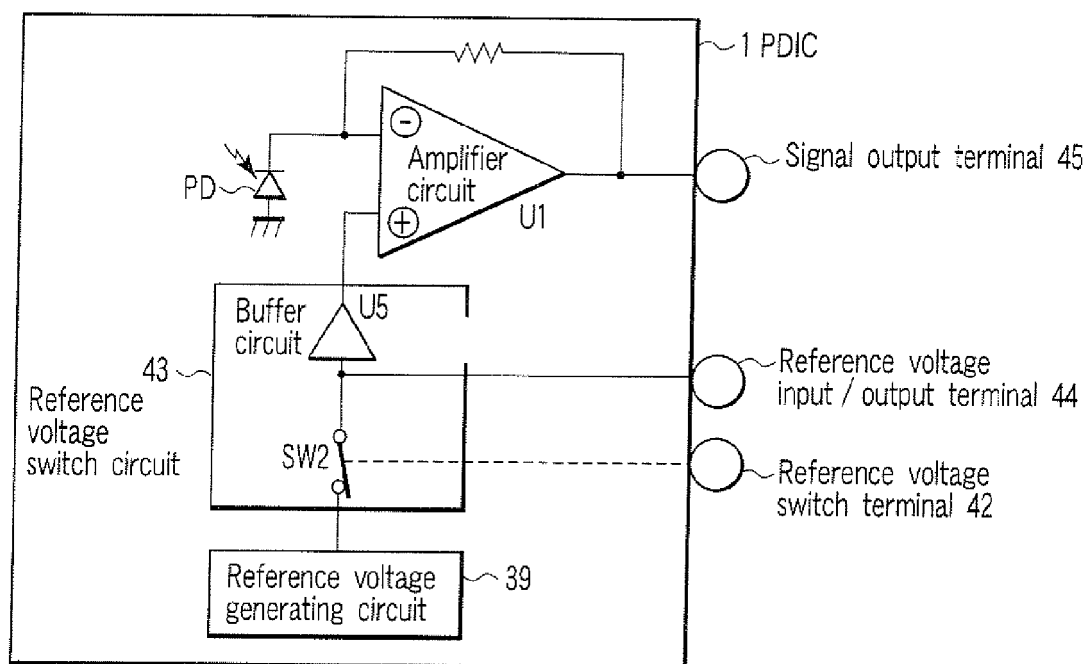 1 PDIC
Signal output terminal 45
−
Amplifier
circuit
U1
+
PD
Buffer
circuit
U5
43
Reference
voltage
switch circuit
Reference voltage
input / output terminal 44
SW2
Reference voltage
switch terminal 42
Reference voltage
generating circuit
39